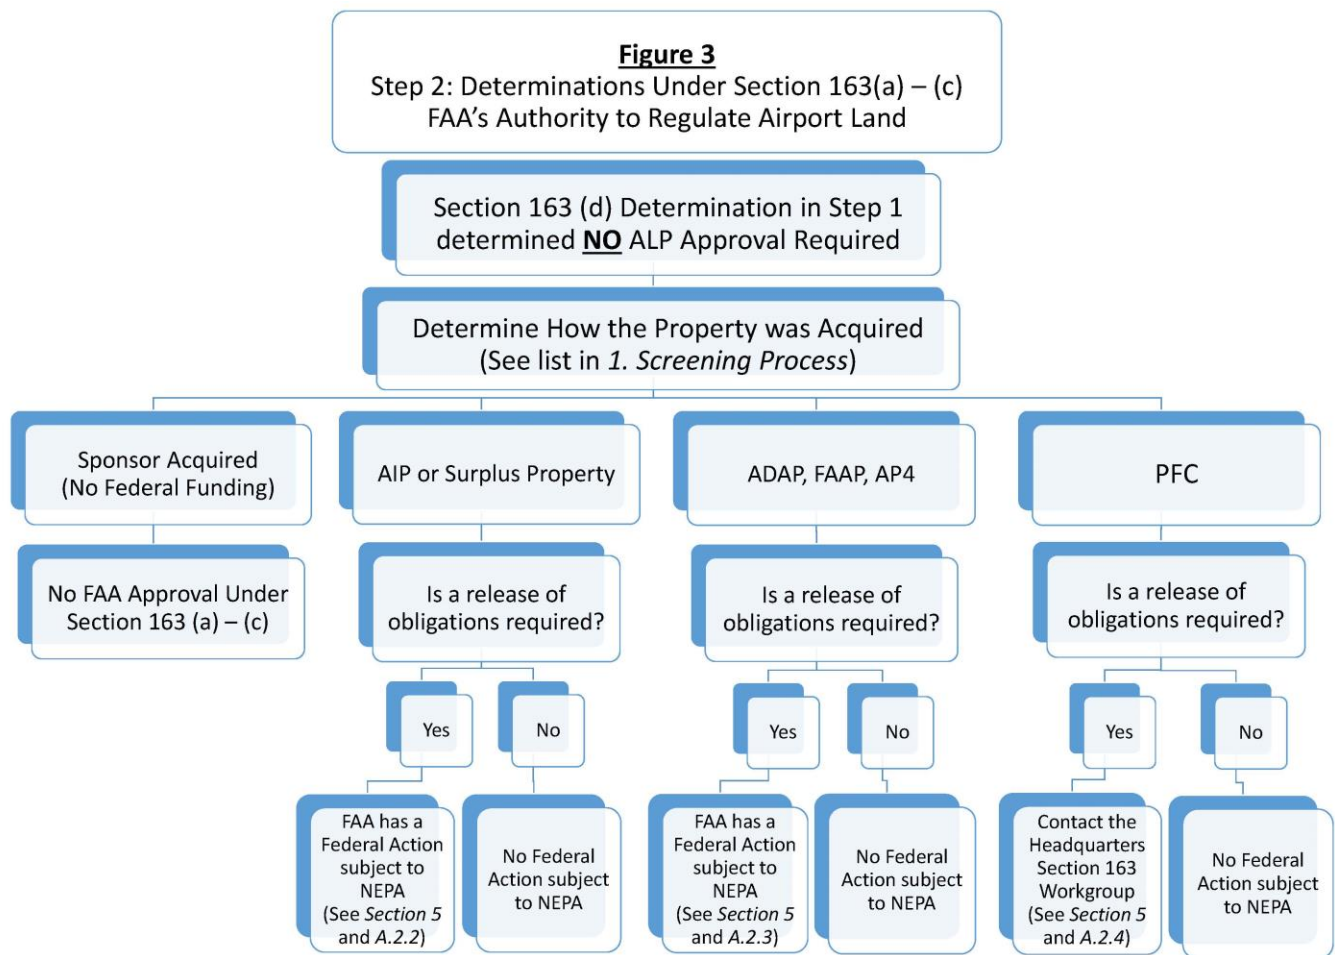 Figure 3
Step 2: Determinations Under Section 163(a) – (c)
FAA's Authority to Regulate Airport Land
Section 163 (d) Determination in Step 1
determined NO ALP Approval Required
Determine How the Property was Acquired
(See list in 1. Screening Process)
Sponsor Acquired
(No Federal Funding)
AIP or Surplus Property
ADAP, FAAP, AP4
PFC
No FAA Approval Under
Section 163 (a) – (c)
Is a release of
obligations required?
Is a release of
obligations required?
Is a release of
obligations required?
Yes
No
Yes
No
Yes
No
FAA has a
Federal Action
subject to
NEPA
(See Section 5
and A.2.2)
No Federal
Action subject
to NEPA
FAA has a
Federal Action
subject to
NEPA
(See Section 5
and A.2.3)
No Federal
Action subject
to NEPA
Contact the
Headquarters
Section 163
Workgroup
(See Section 5
and A.2.4)
No Federal
Action subject
to NEPA